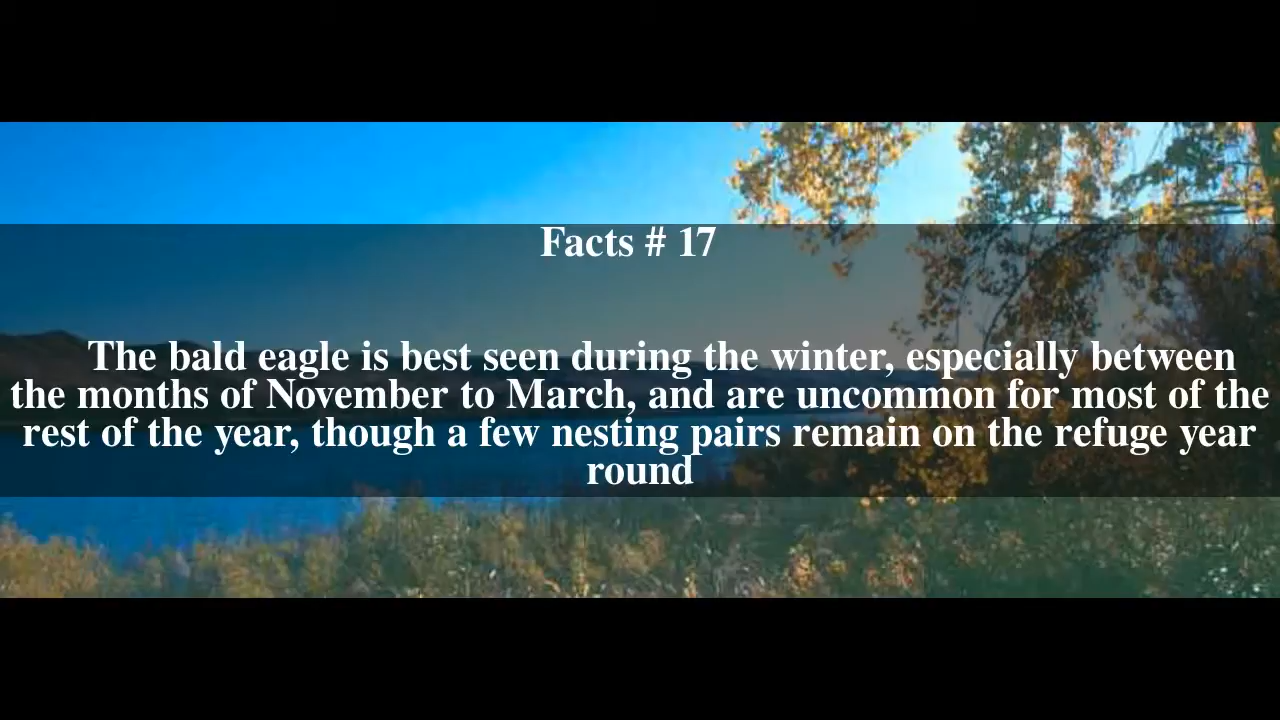 Facts # 17
The bald eagle is best seen during the winter, especially between
the months of November to March, and are uncommon for most of the
rest of the year, though a few nesting pairs remain on the refuge year
round